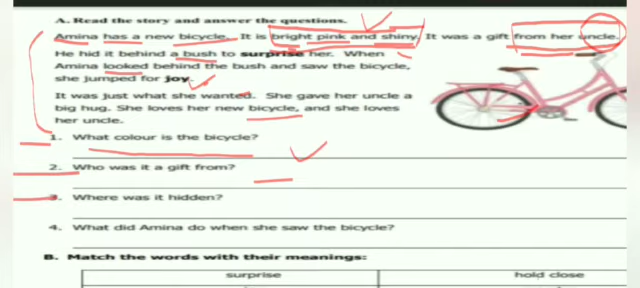 A. Read the story and answer the questions.
Amina has a new bicycle. It is bright pink and shiny. It was a gift from her uncle.
He hid it behind a bush to surprise her. When
Amina looked behind the bush and saw the bicycle,
she jumped for joy.
It was just what she wanted. She gave her uncle a
big hug. She loves her new bicycle, and she loves
her uncle.
1. What colour is the bicycle?
2. Who was it a gift from?
3. Where was it hidden?
4. What did Amina do when she saw the bicycle?
B. Match the words with their meanings:
surprise hold close